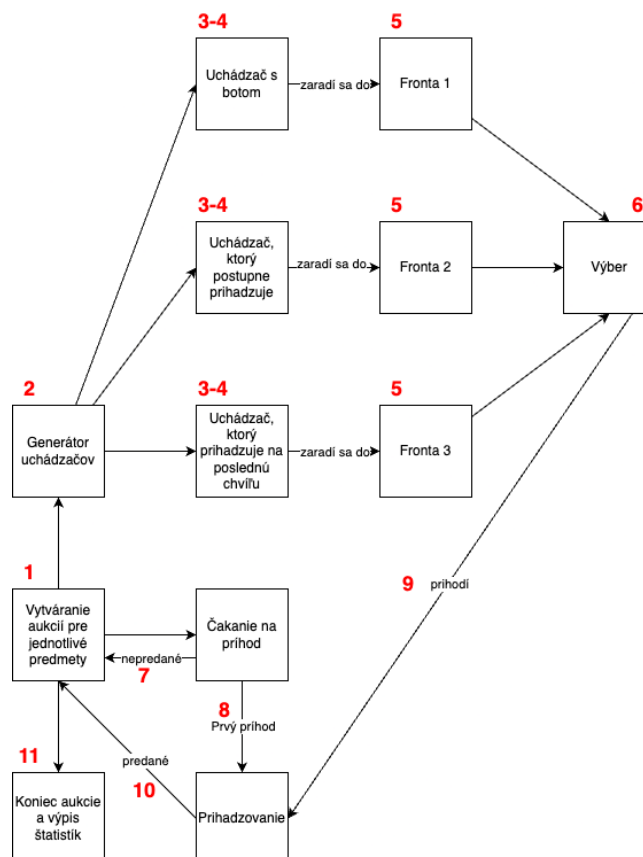 3-4
5
Uchádzač s
botom
zaradí sa do
Fronta 1
3-4
5
6
Uchádzač,
ktorý
postupne
prihadzuje
zaradí sa do
Fronta 2
Výber
2
3-4
5
Generátor
uchádzačov
Uchádzač,
ktorý
prihadzuje na
poslednú
chvíľu
zaradí sa do
Fronta 3
1
9
prihodí
Vytváranie
aukcií pre
jednotlivé
predmety
Čakanie na
príhod
nepredané
7
8
Prvý príhod
11
predané
10
Koniec aukcie
a výpis
štatistík
Prihadzovanie